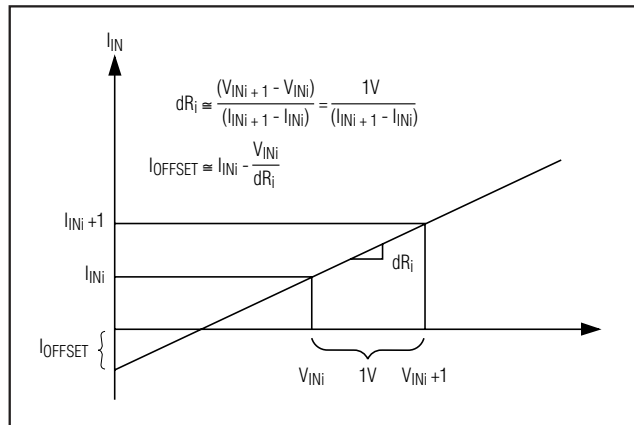 I_IN
dR_i ≅ (V_INi + 1 - V_INi) / (I_INi + 1 - I_INi) = 1V / (I_INi + 1 - I_INi)
I_OFFSET ≅ I_INi - V_INi / dR_i
I_INi + 1
I_INi
dR_i
I_OFFSET {
V_INi 1V V_INi + 1